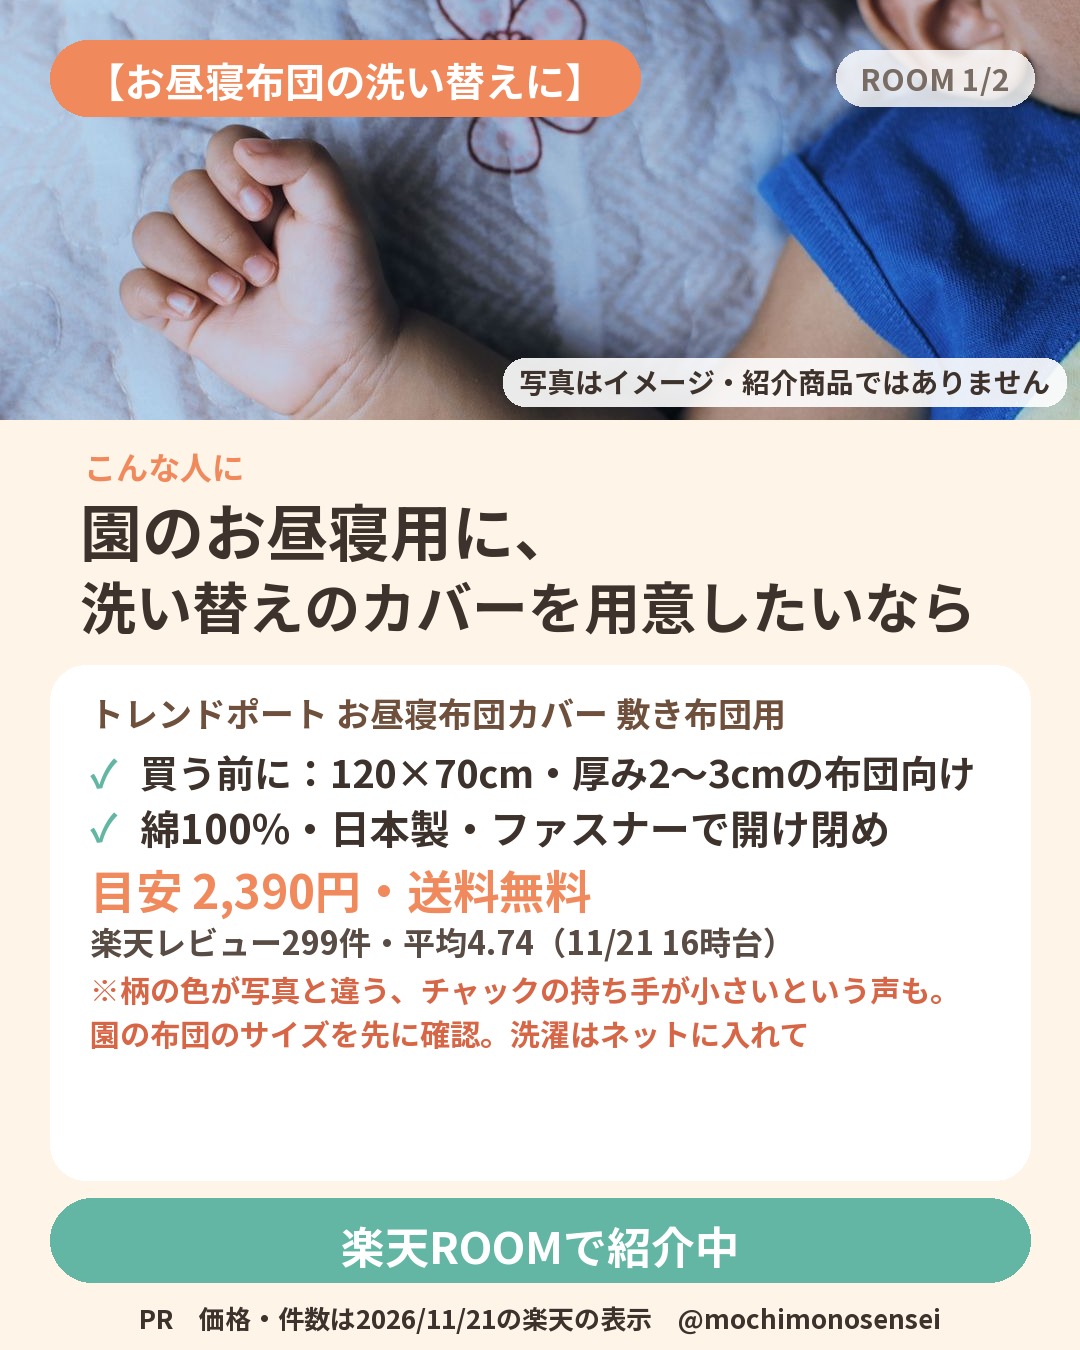 【お昼寝布団の洗い替えに】
ROOM 1/2
写真はイメージ・紹介商品ではありません
こんな人に
園のお昼寝用に、
洗い替えのカバーを用意したいなら
トレンドポート お昼寝布団カバー 敷き布団用
✓ 買う前に：120×70cm・厚み2〜3cmの布団向け
✓ 綿100%・日本製・ファスナーで開け閉め
目安 2,390円・送料無料
楽天レビュー299件・平均4.74（11/21 16時台）
※柄の色が写真と違う、チャックの持ち手が小さいという声も。
園の布団のサイズを先に確認。洗濯はネットに入れて
楽天ROOMで紹介中
PR　価格・件数は2026/11/21の楽天の表示　@mochimonosensei